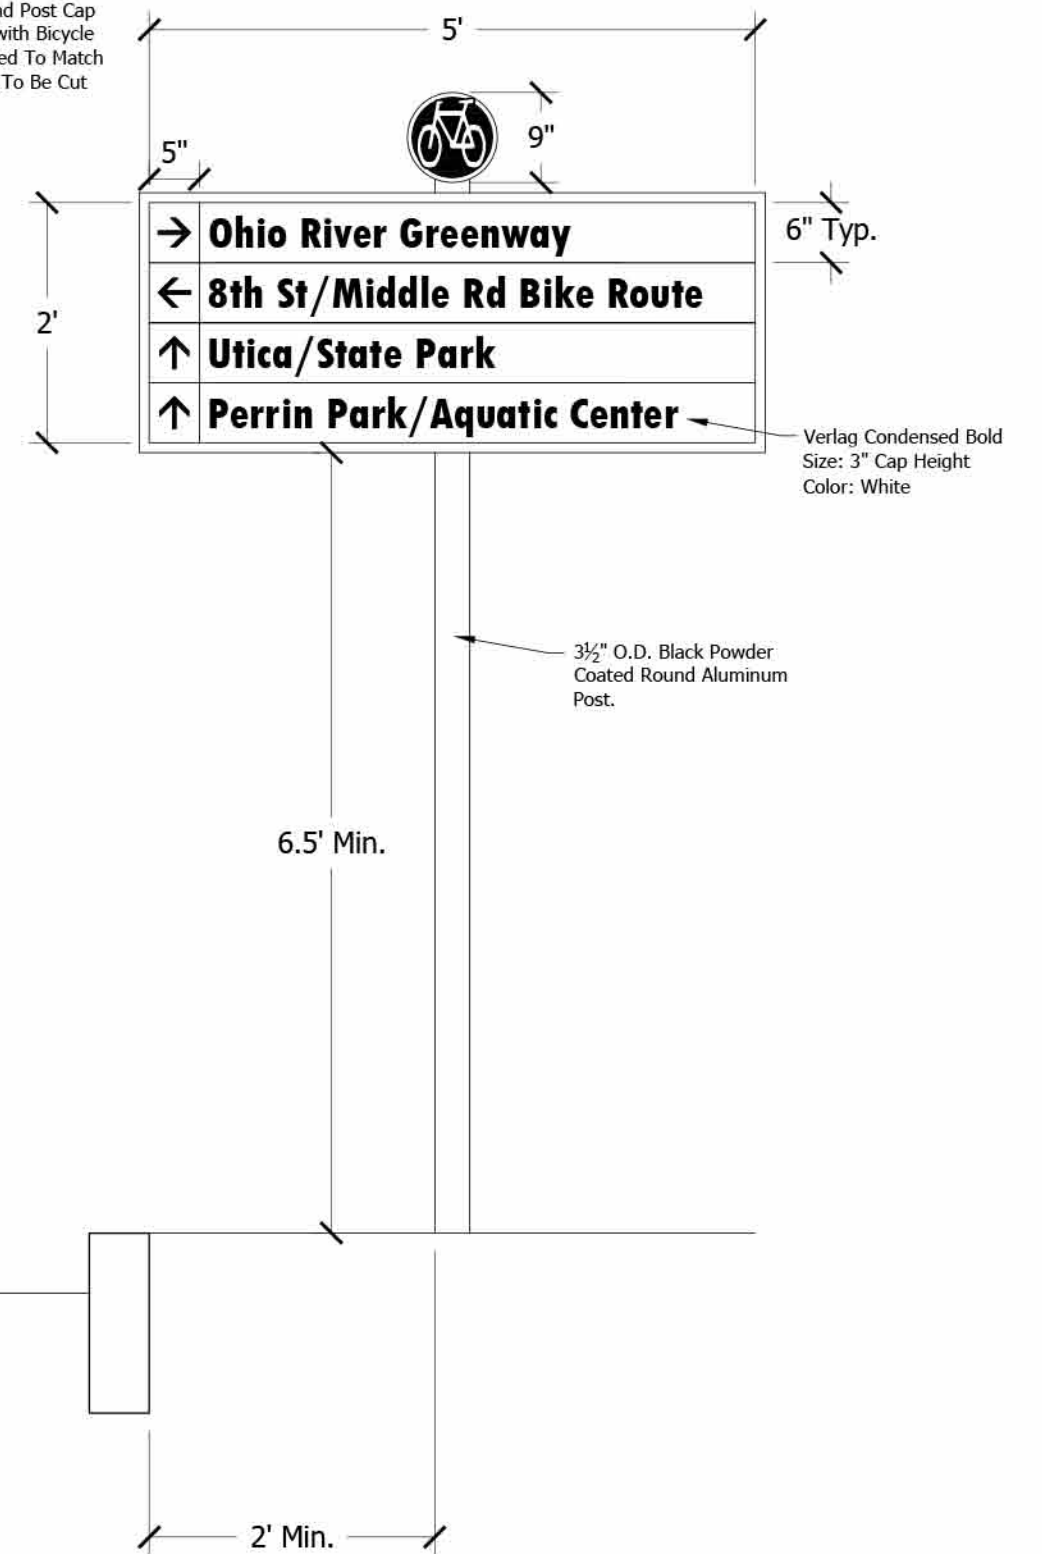 nd Post Cap
with Bicycle
ed To Match
To Be Cut
5'
9"
5"
6" Typ.
2'
→ Ohio River Greenway
← 8th St/Middle Rd Bike Route
↑ Utica/State Park
↑ Perrin Park/Aquatic Center
Verlag Condensed Bold
Size: 3" Cap Height
Color: White
3½" O.D. Black Powder
Coated Round Aluminum
Post.
6.5' Min.
2' Min.